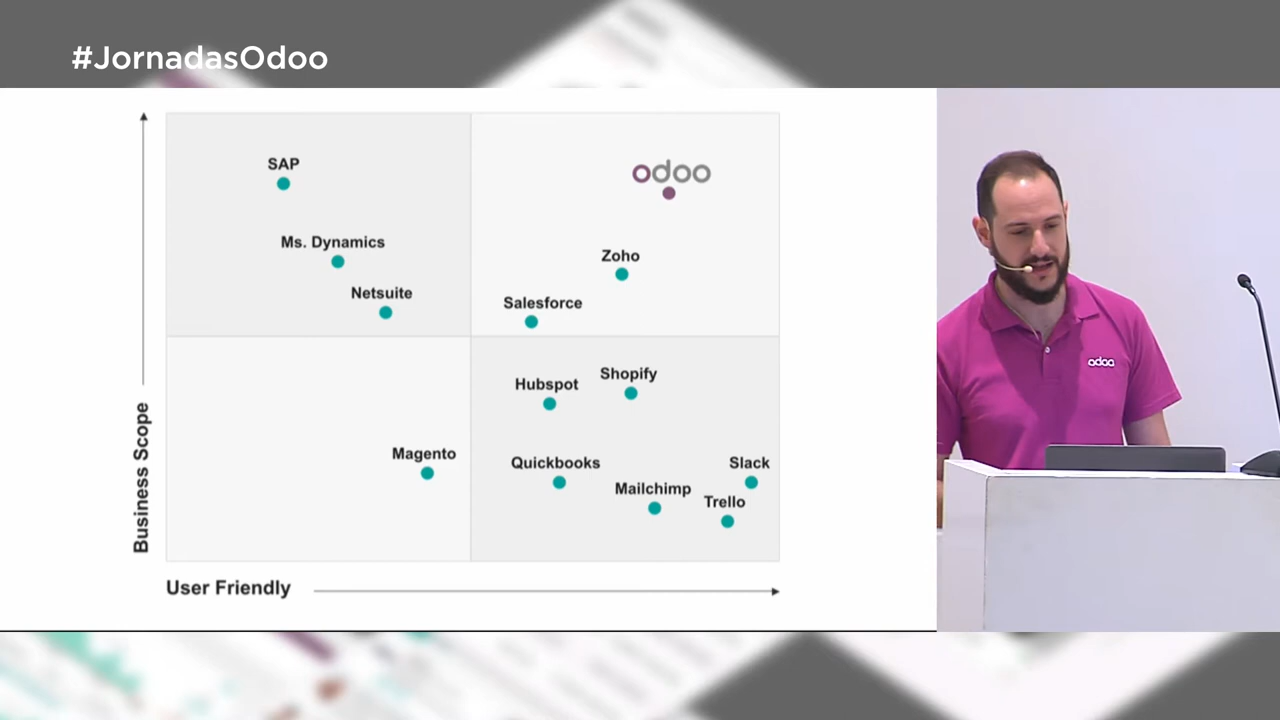 #JornadasOdoo
SAP
odoo
Ms. Dynamics
Zoho
Netsuite
Salesforce
Shopify
Hubspot
Magento
Quickbooks
Slack
Mailchimp
Trello
Business Scope
User Friendly
odoo